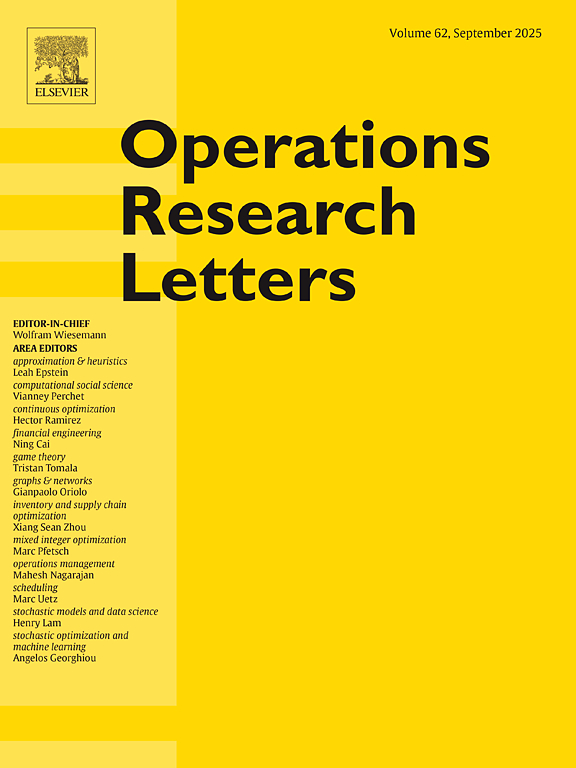 Volume 62, September 2025
ELSEVIER
Operations
Research
Letters
EDITOR-IN-CHIEF
Wolfram Wiesemann
AREA EDITORS
approximation & heuristics
Leah Epstein
computational social science
Vianney Perchet
continuous optimization
Hector Ramirez
financial engineering
Ning Cai
game theory
Tristan Tomala
graphs & networks
Gianpaolo Oriolo
inventory and supply chain
optimization
Xiang Sean Zhou
mixed integer optimization
Marc Pfetsch
operations management
Mahesh Nagarajan
scheduling
Marc Uetz
stochastic models and data science
Henry Lam
stochastic optimization and
machine learning
Angelos Georghiou